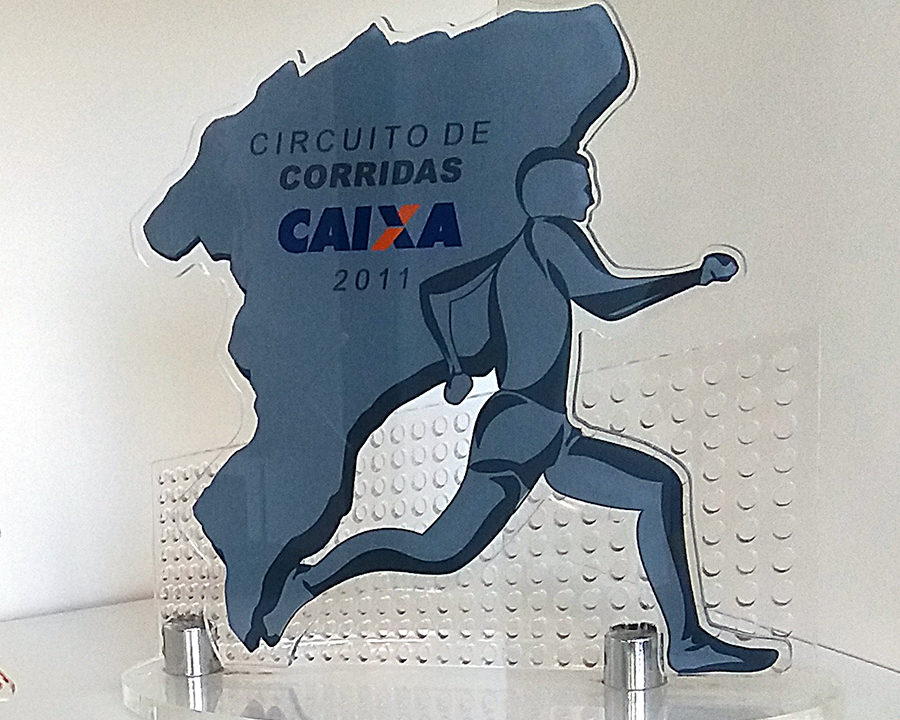 CIRCUITO DE
CORRIDAS
CAIXA
2011